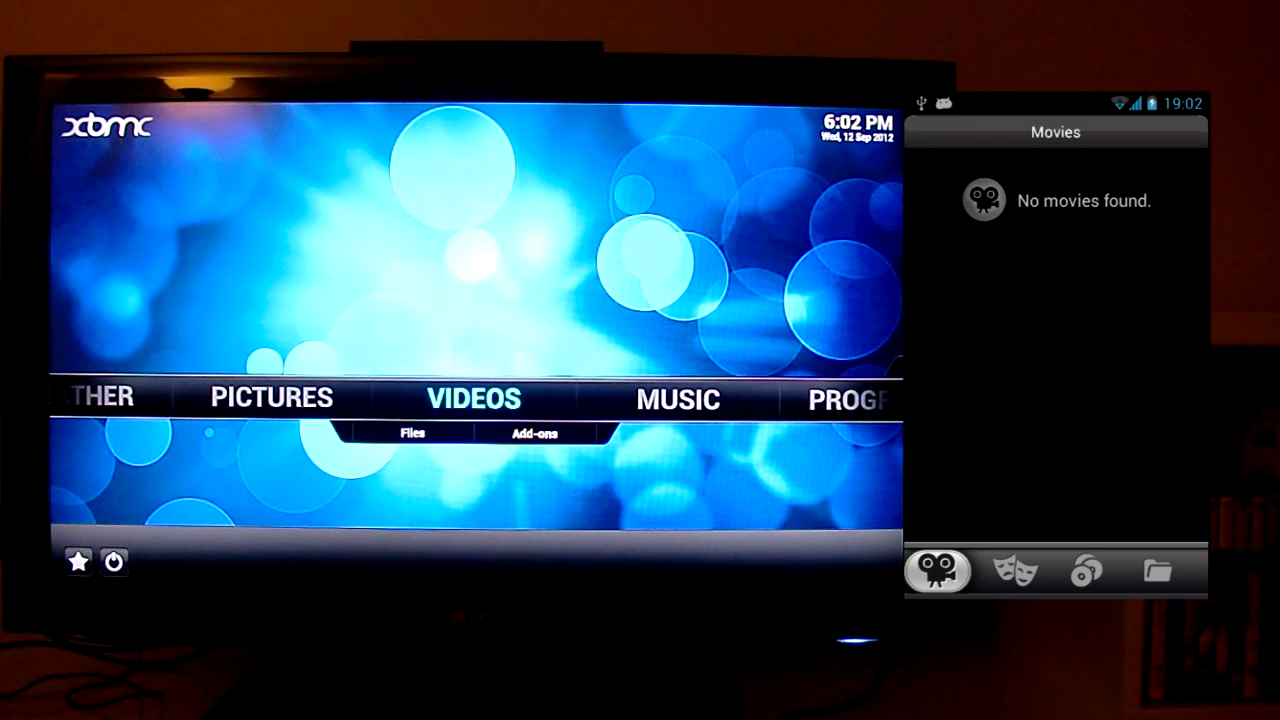 xbmc
6:02 PM
Wed, 12 Sep 2012
THER PICTURES VIDEOS MUSIC PROGR
Files Add-ons
19:02
Movies
No movies found.